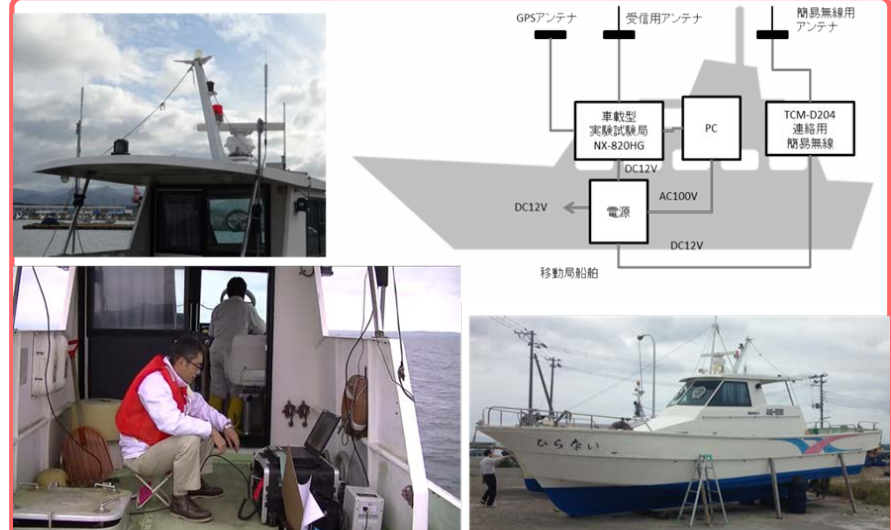 GPSアンテナ
受信用アンテナ
簡易無線用
アンテナ
車載型
実験試験局
NX-820HG
PC
TCM-D204
連絡用
簡易無線
DC12V
DC12V
電源
AC100V
DC12V
移動局船舶
ひらない